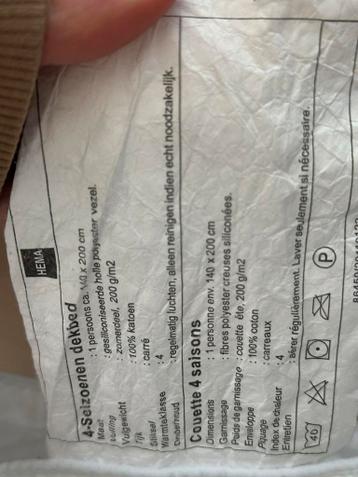 HEMA
4-Seizoenen dekbed
Maat : 1 persoons ca. 140 x 200 cm
Vulling : gesiliconiseerde holle polyester vezel.
Vulgewicht : zomerdeel, 200 g/m2
Tijk : 100% katoen
: carré
Warmteklasse : 4
Onderhoud : regelmatig luchten, alleen reinigen indien echt noodzakelijk.
Couette 4 saisons
Dimensions : 1 personne env. 140 x 200 cm
Garnissage : fibres polyester creuses siliconées.
Poids de garnissage : couette été, 200 g/m2
Enveloppe : 100% coton
Piquage : carreaux
Index de chaleur : 4
Entretien : aérer régulièrement. Laver seulement si nécessaire.
40 P